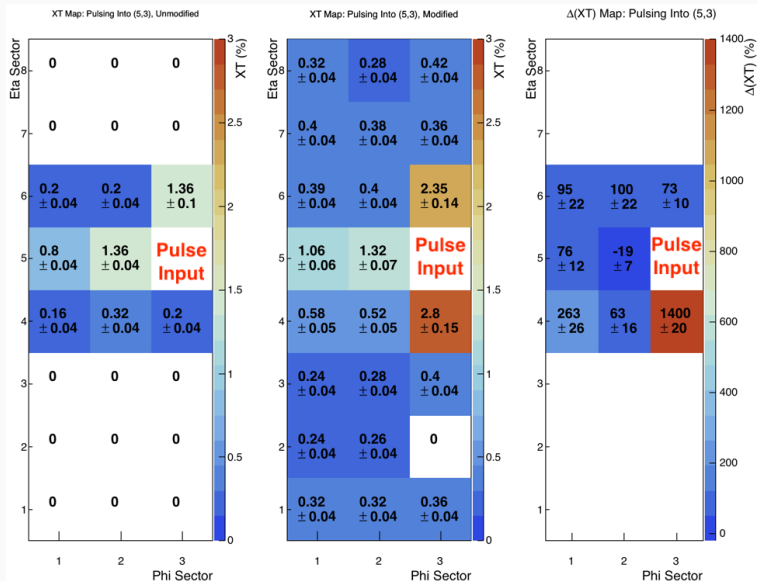 XT Map: Pulsing Into (5,3), Unmodified
Eta Sector
XT (%)
8
7
6
5
4
3
2
1
0 0 0
0 0 0
0.2 0.2 1.36
± 0.04 ± 0.04 ± 0.1
0.8 1.36 Pulse
± 0.04 ± 0.04 Input
0.16 0.32 0.2
± 0.04 ± 0.04 ± 0.04
0 0 0
0 0 0
0 0 0
1 2 3
Phi Sector
3
2.5
2
1.5
1
0.5
0
XT Map: Pulsing Into (5,3), Modified
Eta Sector
XT (%)
8
7
6
5
4
3
2
1
0.32 0.28 0.42
± 0.04 ± 0.04 ± 0.04
0.4 0.38 0.36
± 0.04 ± 0.04 ± 0.04
0.39 0.4 2.35
± 0.04 ± 0.04 ± 0.14
1.06 1.32 Pulse
± 0.06 ± 0.07 Input
0.58 0.52 2.8
± 0.05 ± 0.05 ± 0.15
0.24 0.28 0.4
± 0.04 ± 0.04 ± 0.04
0.24 0.26 0
± 0.04 ± 0.04
0.32 0.32 0.36
± 0.04 ± 0.04 ± 0.04
1 2 3
Phi Sector
3
2.5
2
1.5
1
0.5
0
Δ(XT) Map: Pulsing Into (5,3)
Eta Sector
Δ(XT) (%)
8
7
6
5
4
3
2
1
95 100 73
± 22 ± 22 ± 10
76 -19 Pulse
± 12 ± 7 Input
263 63 1400
± 26 ± 16 ± 20
1 2 3
Phi Sector
1400
1200
1000
800
600
400
200
0